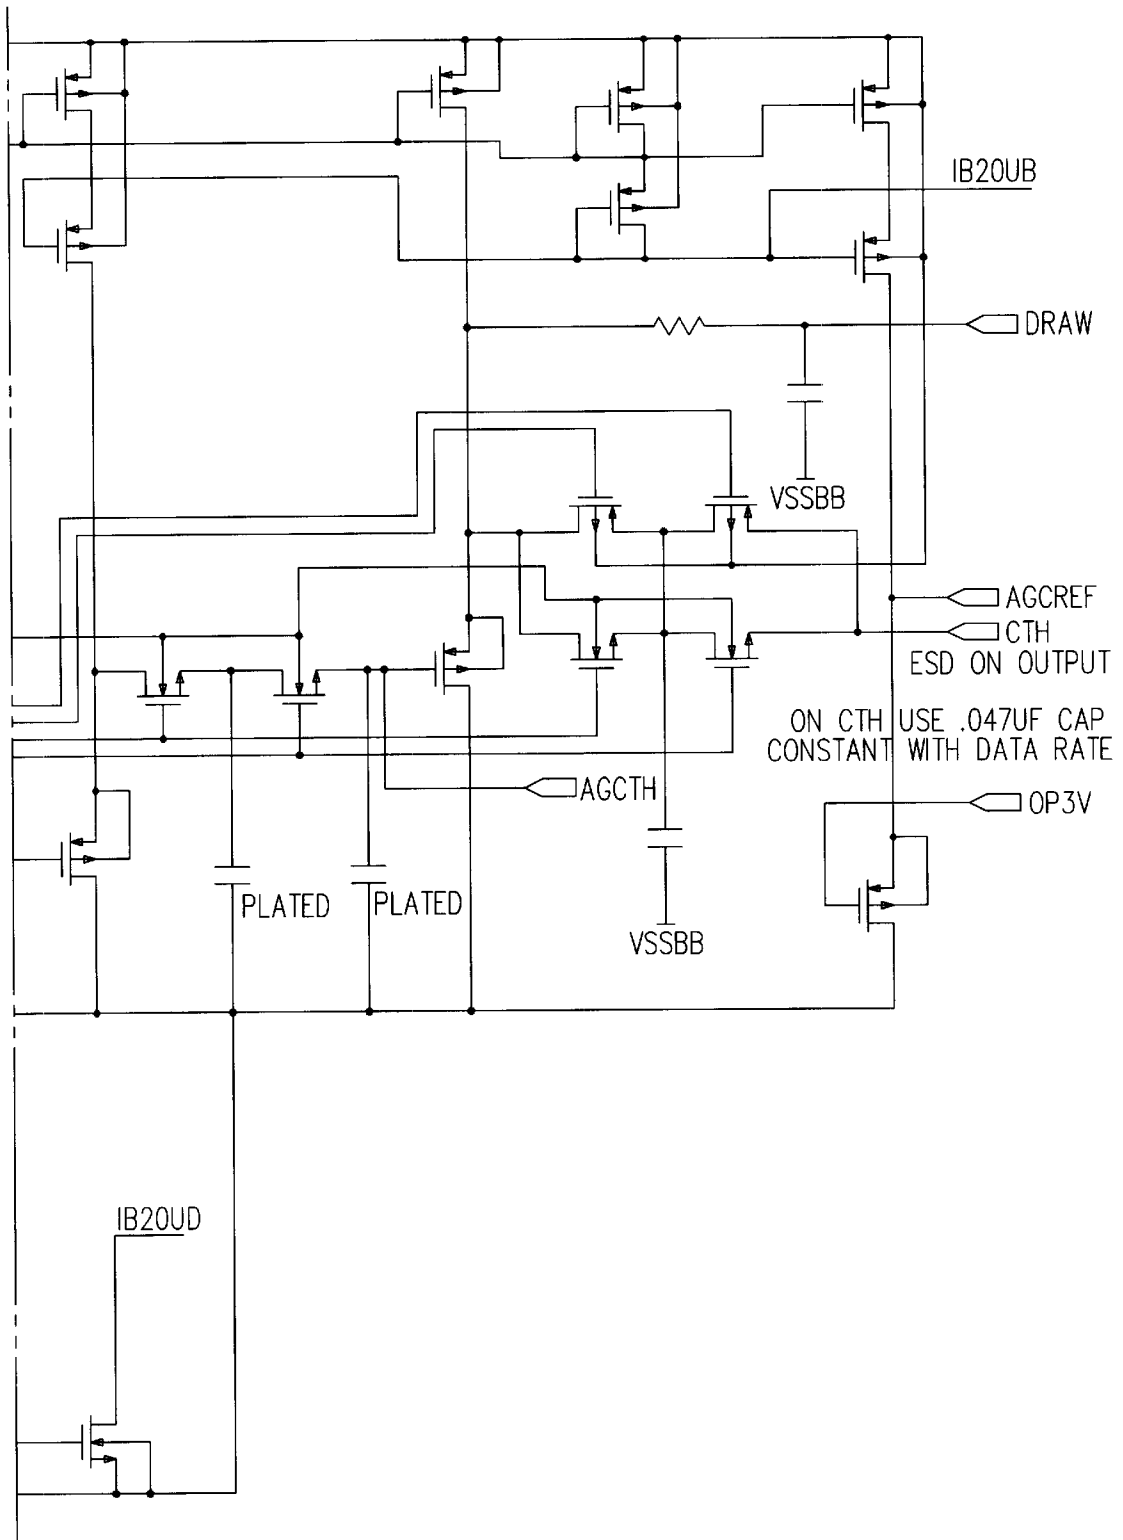 IB20UB
DRAW
VSSBB
AGCREF
CTH
ESD ON OUTPUT
ON CTH USE .047UF CAP
CONSTANT WITH DATA RATE
AGCTH
OP3V
PLATED
PLATED
VSSBB
IB20UD